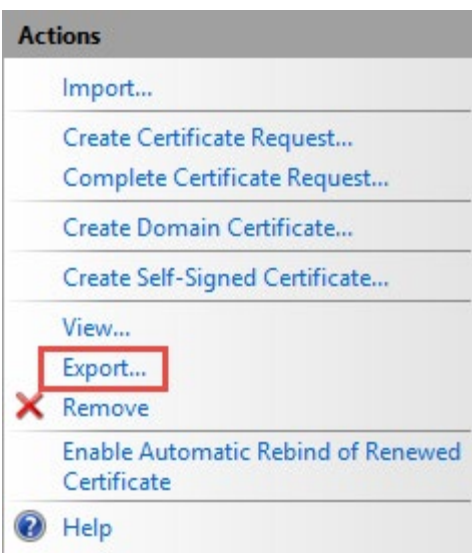 Actions
Import...
Create Certificate Request...
Complete Certificate Request...
Create Domain Certificate...
Create Self-Signed Certificate...
View...
Export...
Remove
Enable Automatic Rebind of Renewed
Certificate
Help